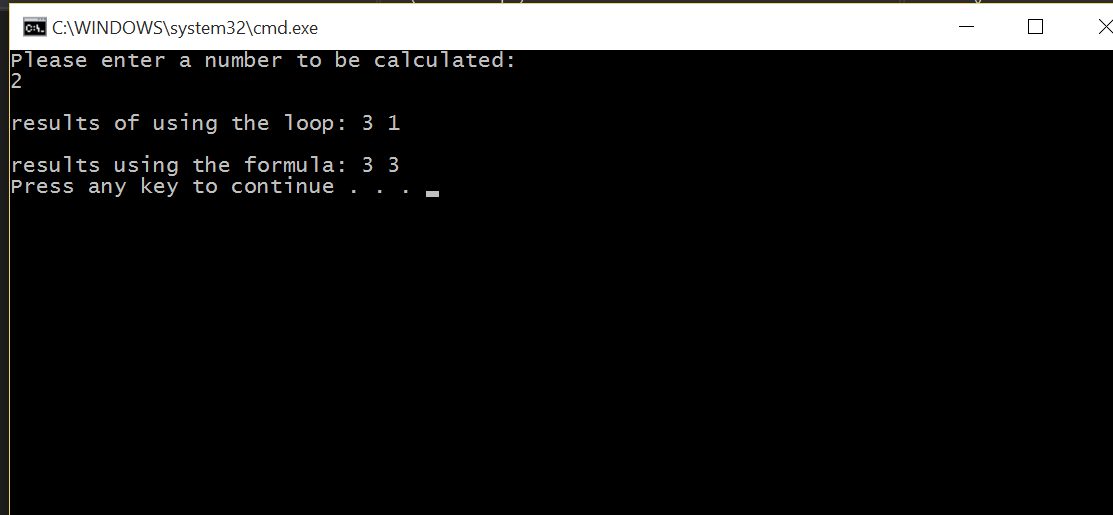 C:\WINDOWS\system32\cmd.exe
Please enter a number to be calculated:
2
results of using the loop: 3 1
results using the formula: 3 3
Press any key to continue . . .